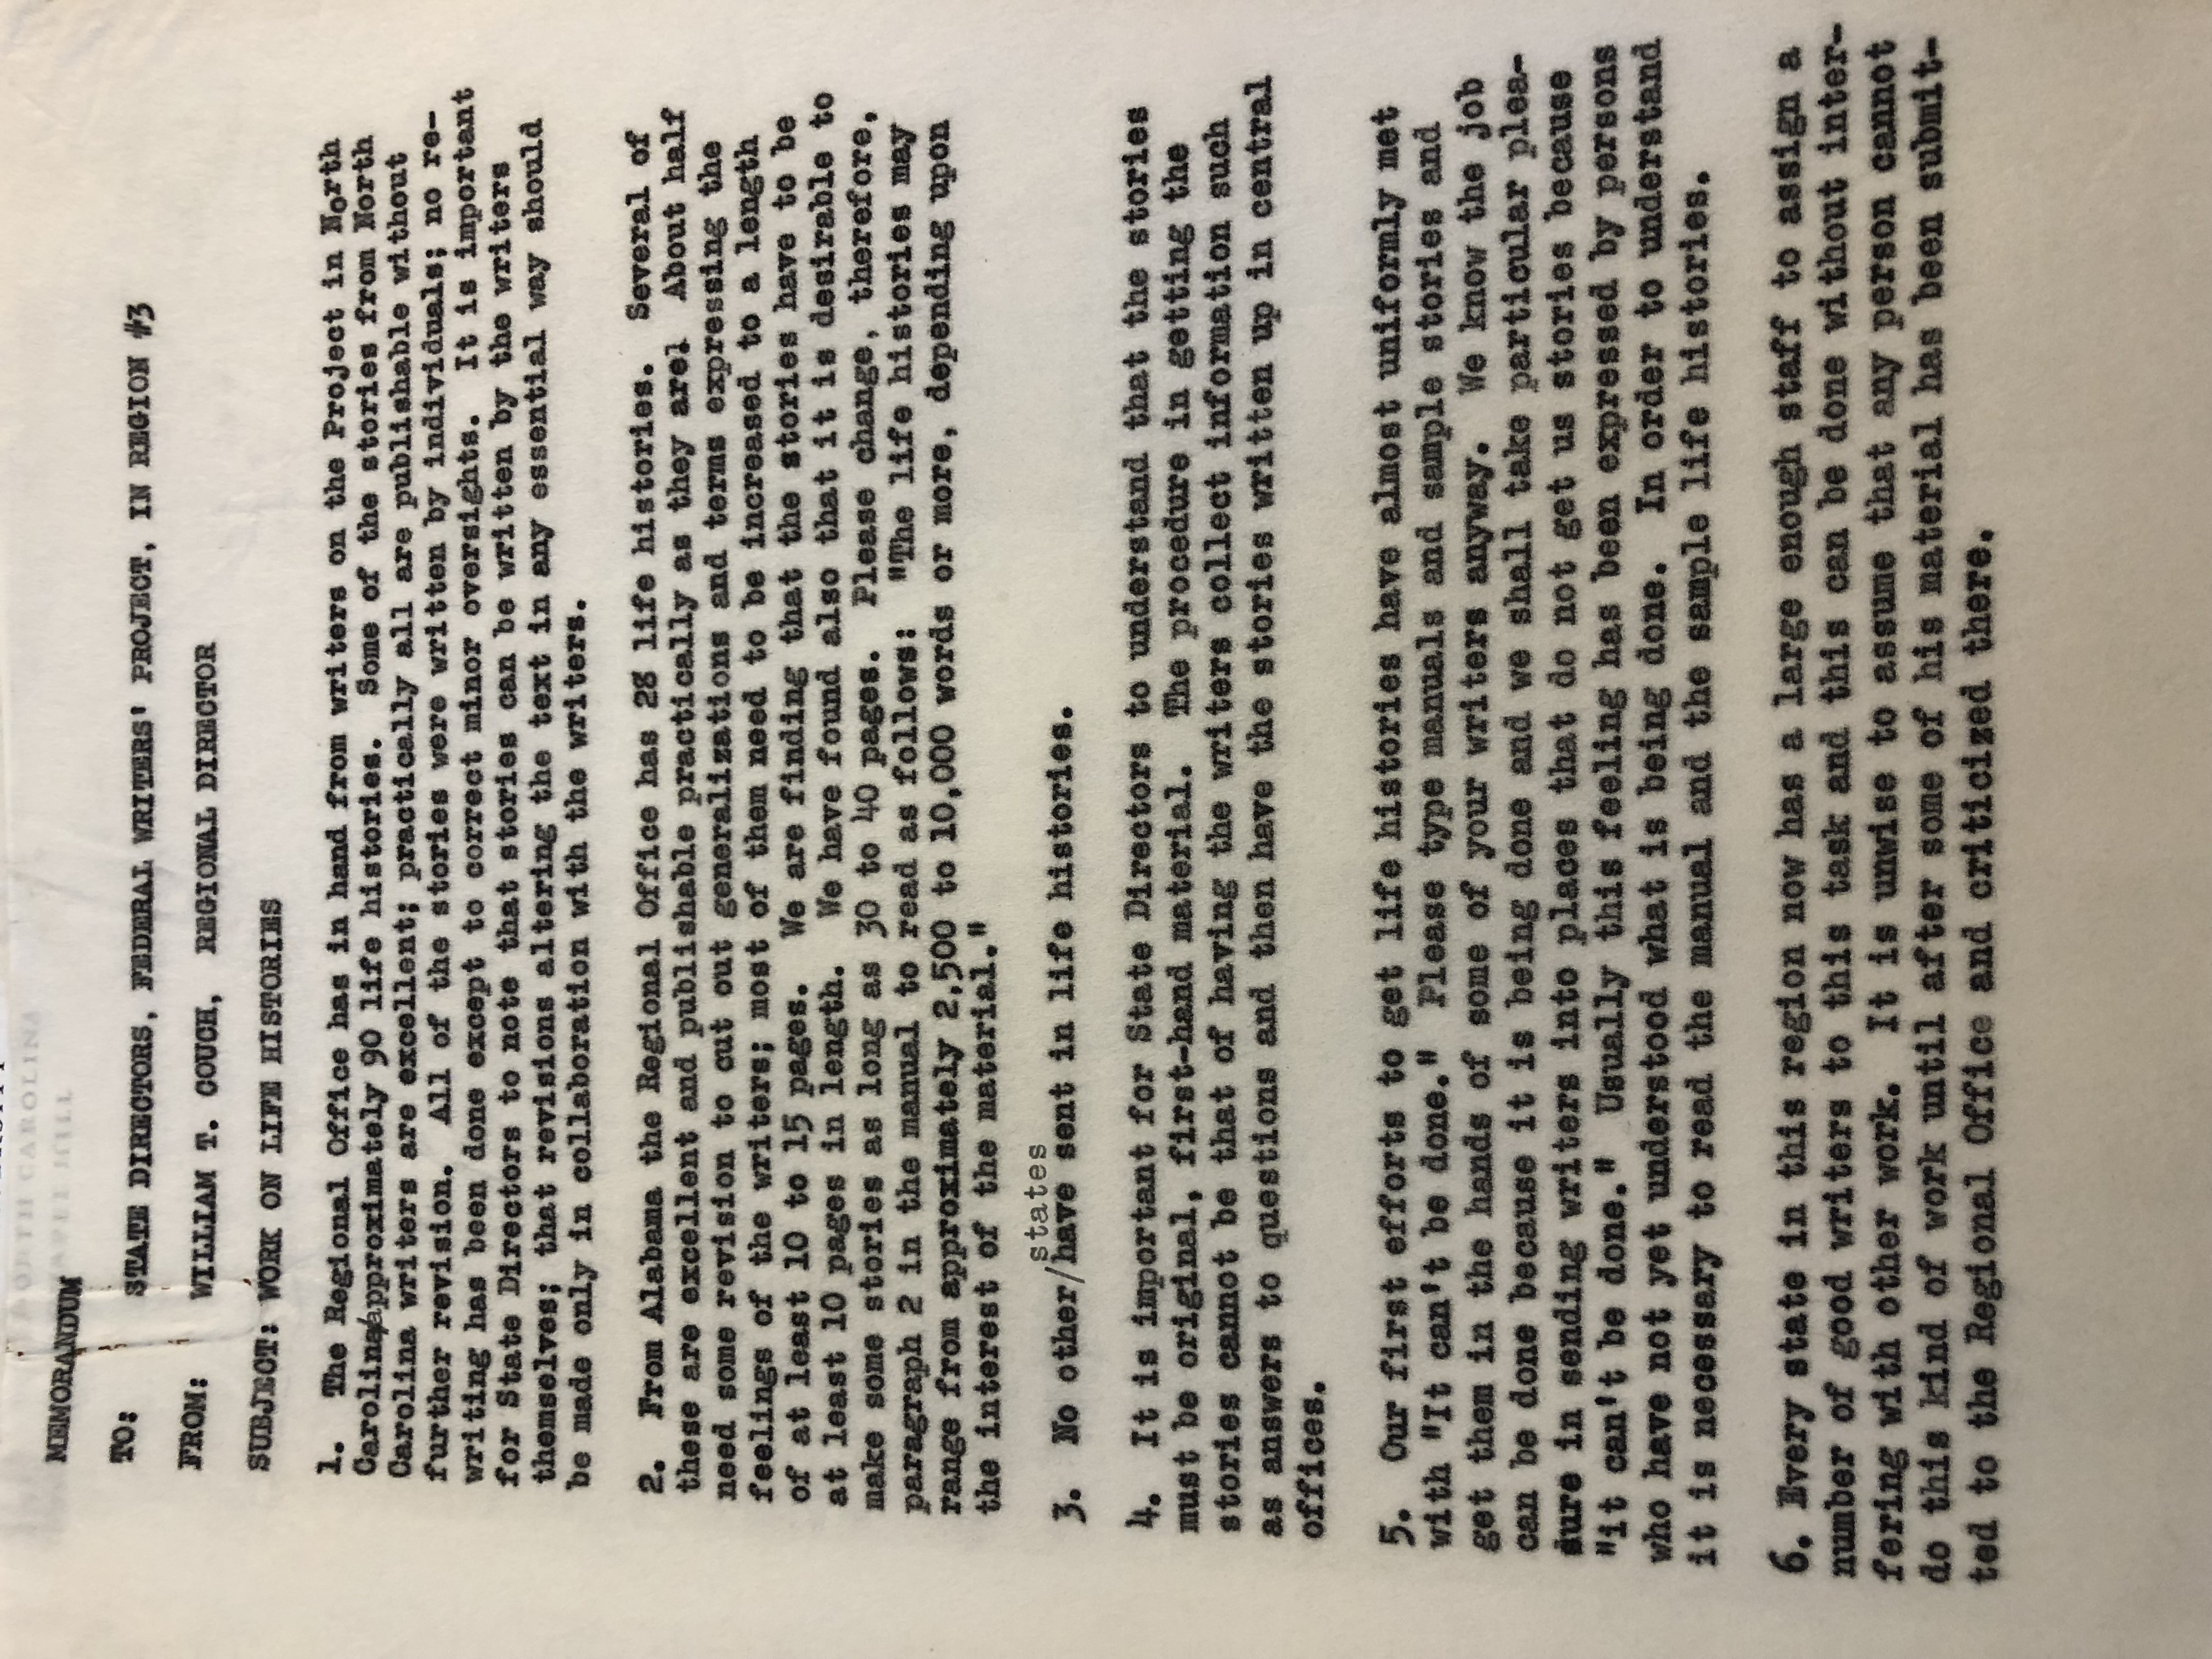 NORTH CAROLINA
HILL
MEMORANDUM
TO: STATE DIRECTORS, FEDERAL WRITERS' PROJECT, IN REGION #3
FROM: WILLIAM T. COUCH, REGIONAL DIRECTOR
SUBJECT: WORK ON LIFE HISTORIES
1. The Regional Office has in hand from writers on the Project in North
Carolina/approximately 90 life histories. Some of the stories from North
Carolina writers are excellent; practically all are publishable without
further revision. All of the stories were written by individuals; no re-
writing has been done except to correct minor oversights. It is important
for State Directors to note that stories can be written by the writers
themselves; that revisions altering the text in any essential way should
be made only in collaboration with the writers.
2. From Alabama the Regional Office has 28 life histories. Several of
these are excellent and publishable practically as they are. About half
need some revision to cut out generalizations and terms expressing the
feelings of the writers; most of them need to be increased to a length
of at least 10 to 15 pages. We are finding that the stories have to be
at least 10 pages in length. We have found also that it is desirable to
make some stories as long as 30 to 40 pages. Please change, therefore,
paragraph 2 in the manual to read as follows: "The life histories may
range from approximately 2,500 to 10,000 words or more, depending upon
the interest of the material."
states
3. No other/have sent in life histories.
4. It is important for State Directors to understand that the stories
must be original, first-hand material. The procedure in getting the
stories cannot be that of having the writers collect information such
as answers to questions and then have the stories written up in central
offices.
5. Our first efforts to get life histories have almost uniformly met
with "It can't be done." Please type manuals and sample stories and
get them in the hands of some of your writers anyway. We know the job
can be done because it is being done and we shall take particular plea-
sure in sending writers into places that do not get us stories because
"it can't be done." Usually this feeling has been expressed by persons
who have not yet understood what is being done. In order to understand
it is necessary to read the manual and the sample life histories.
6. Every state in this region now has a large enough staff to assign a
number of good writers to this task and this can be done without inter-
fering with other work. It is unwise to assume that any person cannot
do this kind of work until after some of his material has been submit-
ted to the Regional Office and criticized there.